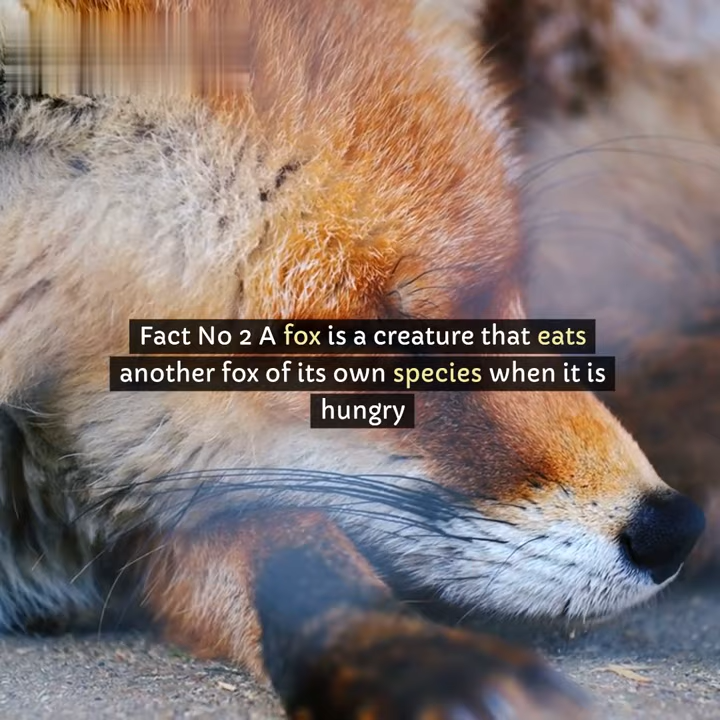 Fact No 2 A fox is a creature that eats
another fox of its own species when it is
hungry